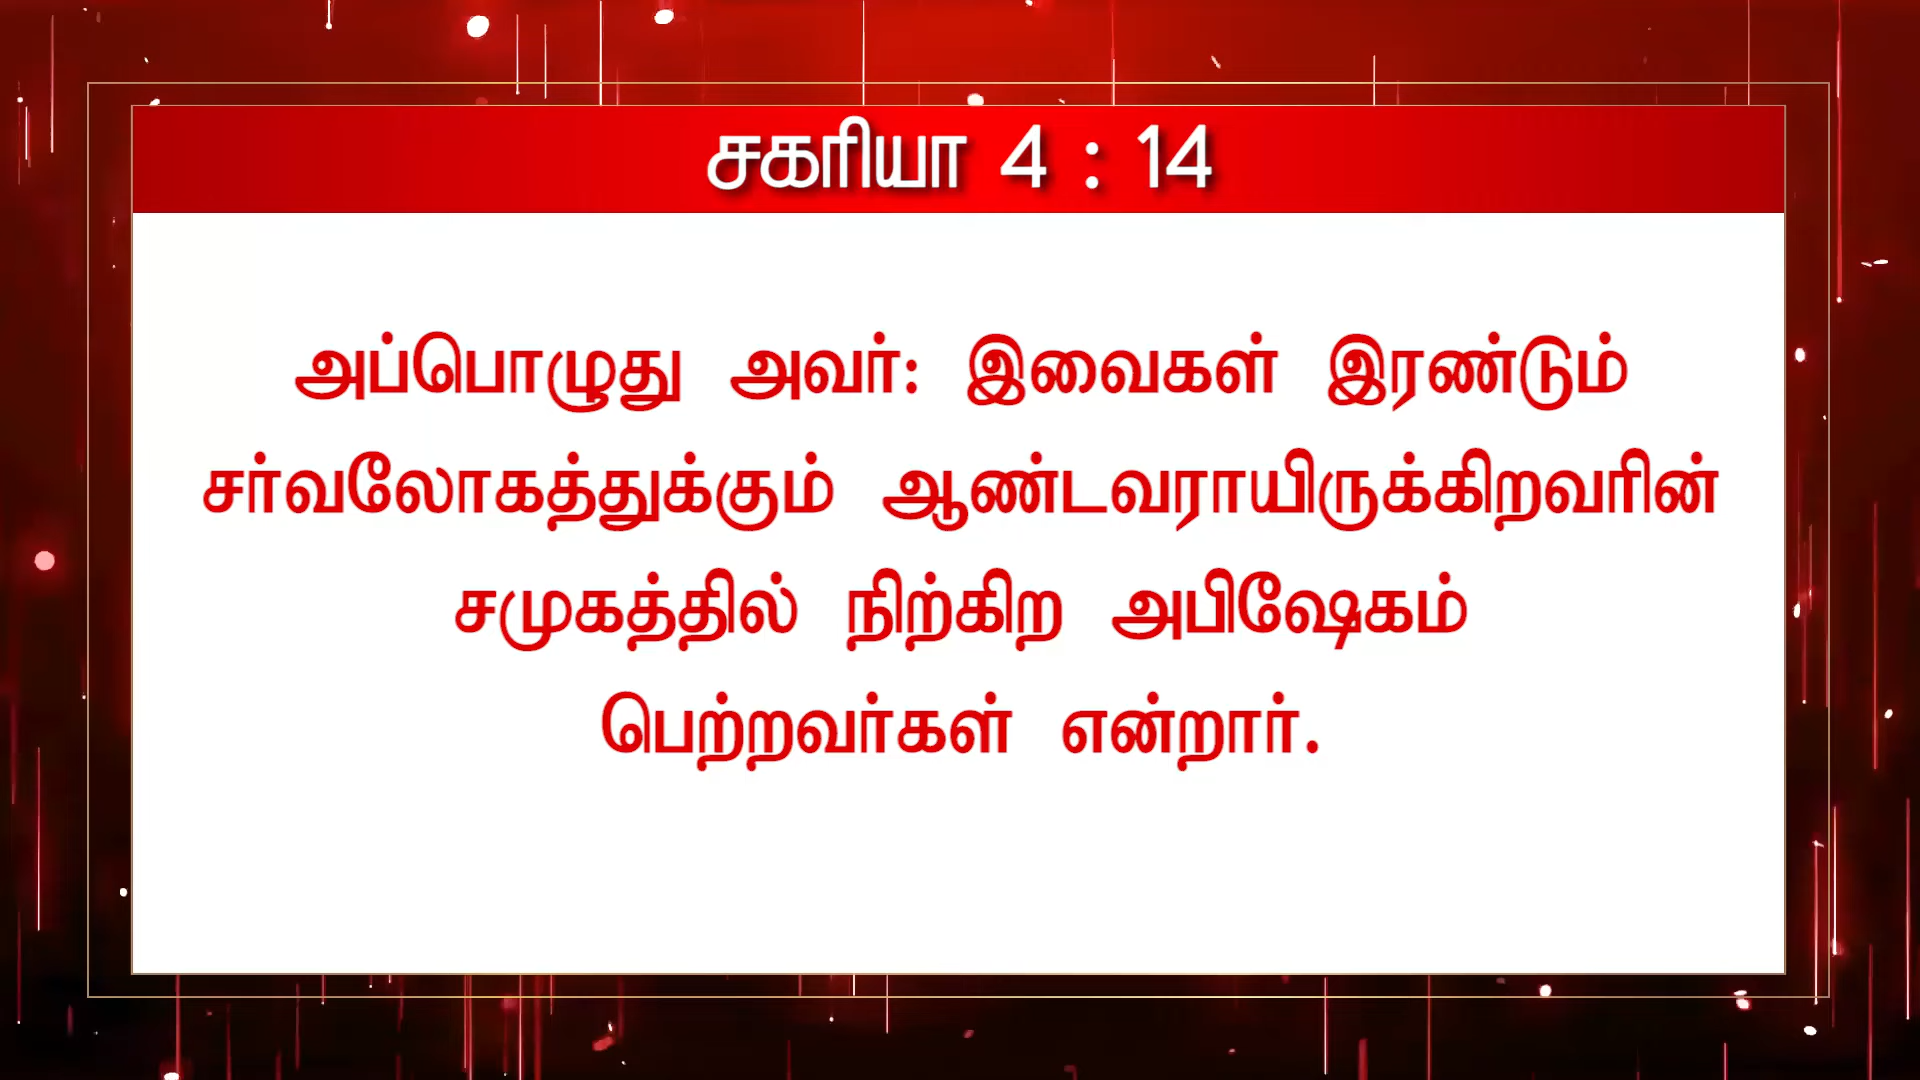 சகரியா 4 : 14
அப்பொழுது அவர்: இவைகள் இரண்டும்
சர்வலோகத்துக்கும் ஆண்டவராயிருக்கிறவரின்
சமுகத்தில் நிற்கிற அபிஷேகம்
பெற்றவர்கள் என்றார்.